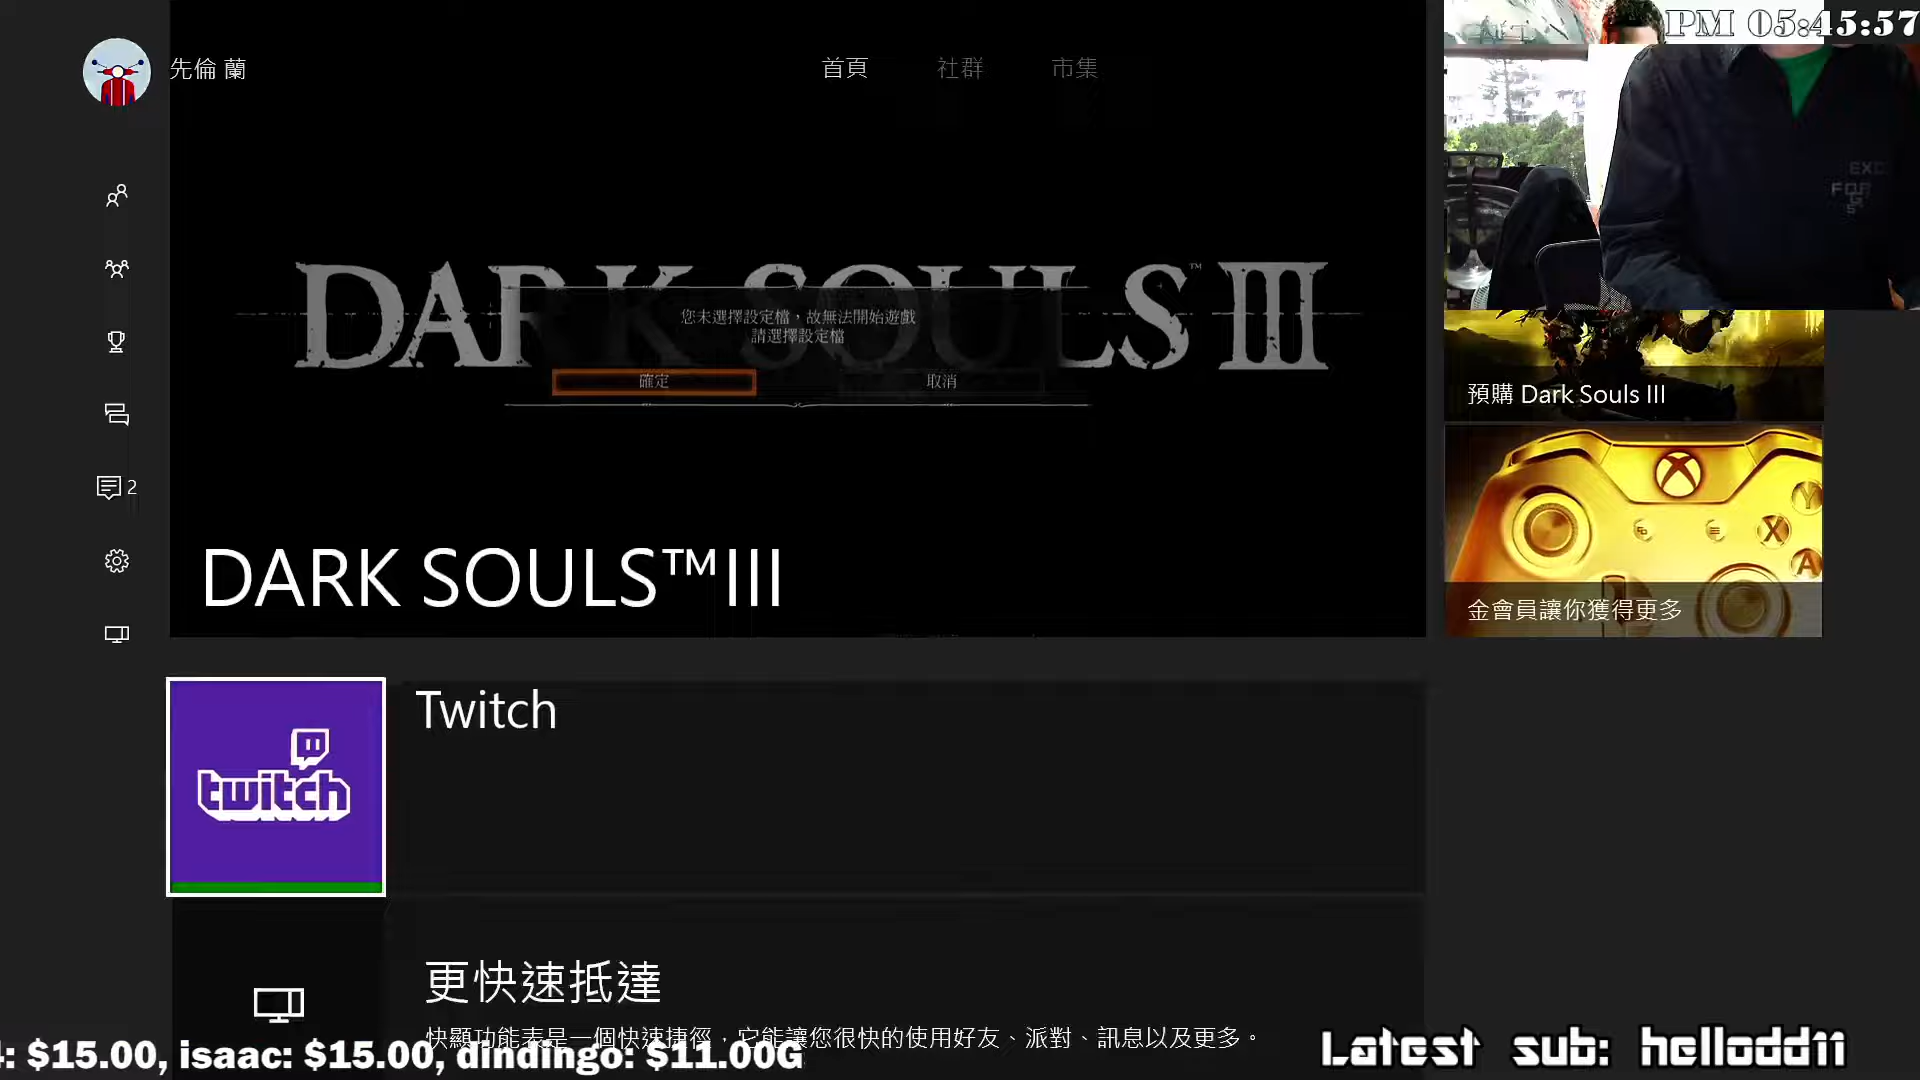 PM 05:45:57
先倫 蘭
首頁
社群
市集
DARK SOULS™ III
您未選擇設定檔，故無法開始遊戲
請選擇設定檔
確定
取消
2
DARK SOULS™III
預購 Dark Souls III
Y
X
A
金會員讓你獲得更多
twitch
Twitch
更快速抵達
快顯功能表是一個快速捷徑，它能讓您很快的使用好友、派對、訊息以及更多。
: $15.00, isaac: $15.00, dindingo: $11.00G
Latest sub: hellodd11